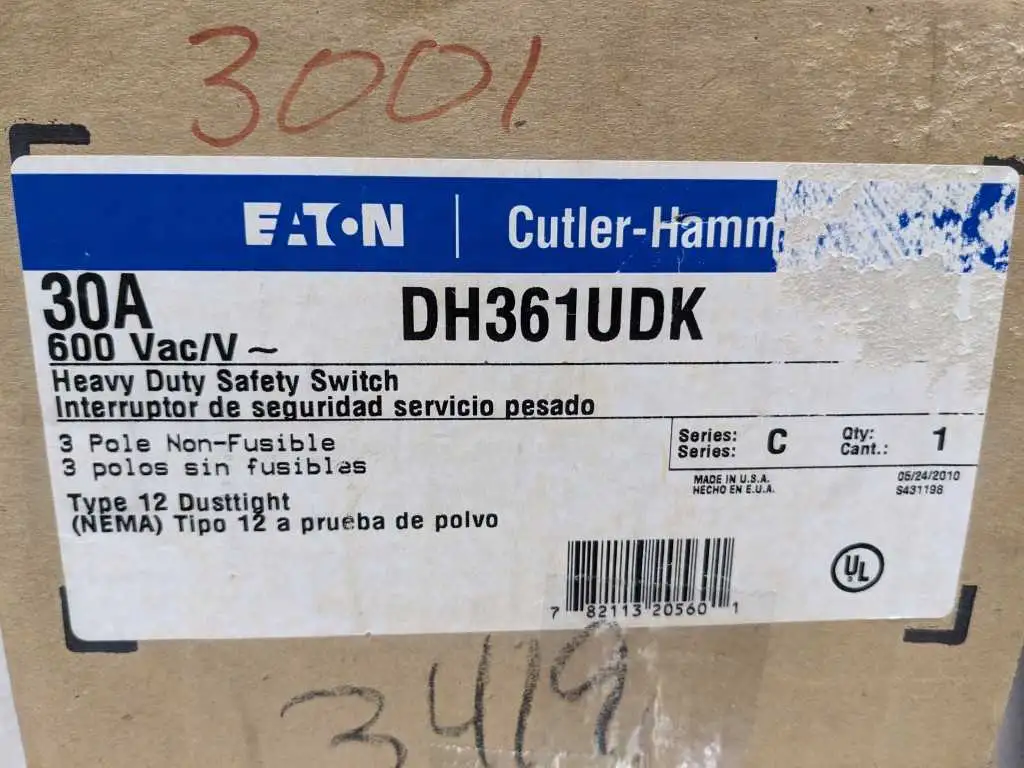 3001
EATON | Cutler-Hamm
30A
DH361UDK
600 Vac/V ~
Heavy Duty Safety Switch
Interruptor de seguridad servicio pesado
3 Pole Non-Fusible
3 polos sin fusibles
Series: C Qty: 1
Series: Cant.:
MADE IN U.S.A.
HECHO EN E.U.A.
05/24/2010
S431198
Type 12 Dusttight
(NEMA) Tipo 12 a prueba de polvo
UL
7 82113 20560 1
3419